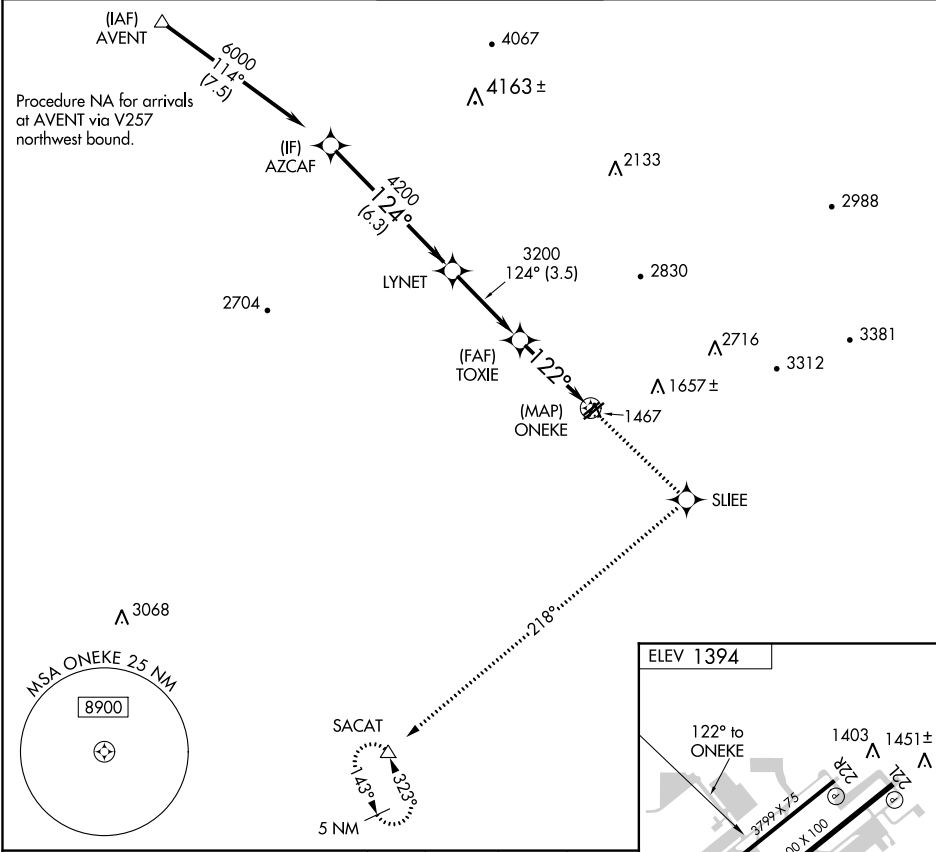 (IAF)
AVENT
6000
114°
(7.5)
4067
4163 ±
Procedure NA for arrivals
at AVENT via V257
northwest bound.
(IF)
AZCAF
2133
4200
124°
(6.3)
2988
3200
124° (3.5)
2830
LYNET
2704
2716
3381
3312
(FAF)
TOXIE
122°
1657 ±
(MAP)
ONEKE
1467
SLIEE
218°
3068
MSA ONEKE 25 NM
8900
SACAT
143°
323°
5 NM
ELEV 1394
122° to
ONEKE
1403
1451±
22R
22L
P
P
3799 X 75
00 X 100